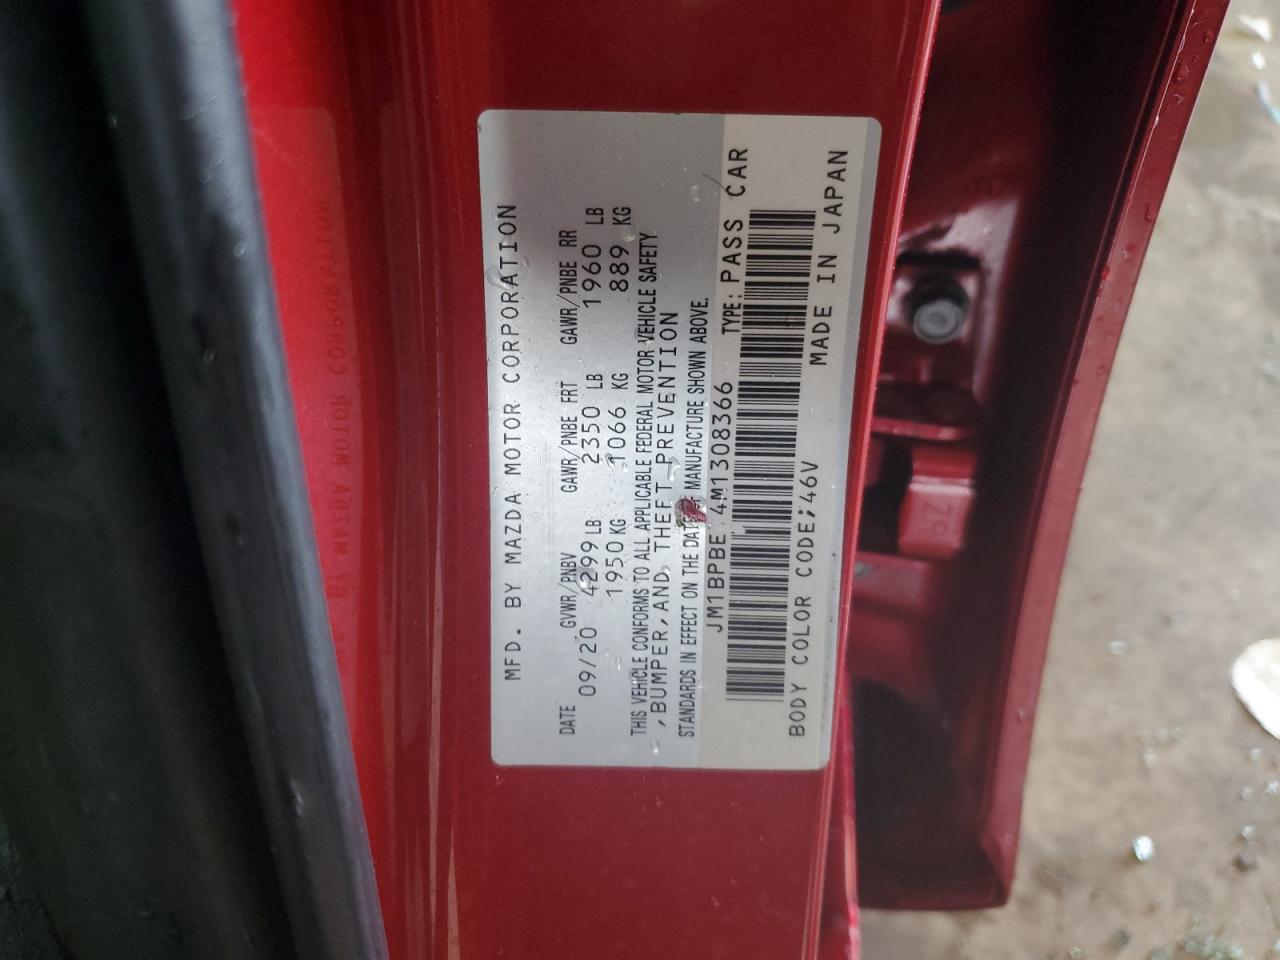 MFD. BY MAZDA MOTOR CORPORATION
DATE GVWR/PNBV GAWR/PNBE FRT GAWR/PNBE RR
09/20 4299 LB 2350 LB 1960 LB
1950 KG 1066 KG 889 KG
THIS VEHICLE CONFORMS TO ALL APPLICABLE FEDERAL MOTOR VEHICLE SAFETY
,BUMPER, AND THEFT PREVENTION
STANDARDS IN EFFECT ON THE DATE MANUFACTURE SHOWN ABOVE.
JM1BPBE 4M1308366 TYPE: PASS CAR
BODY COLOR CODE;46V MADE IN JAPAN